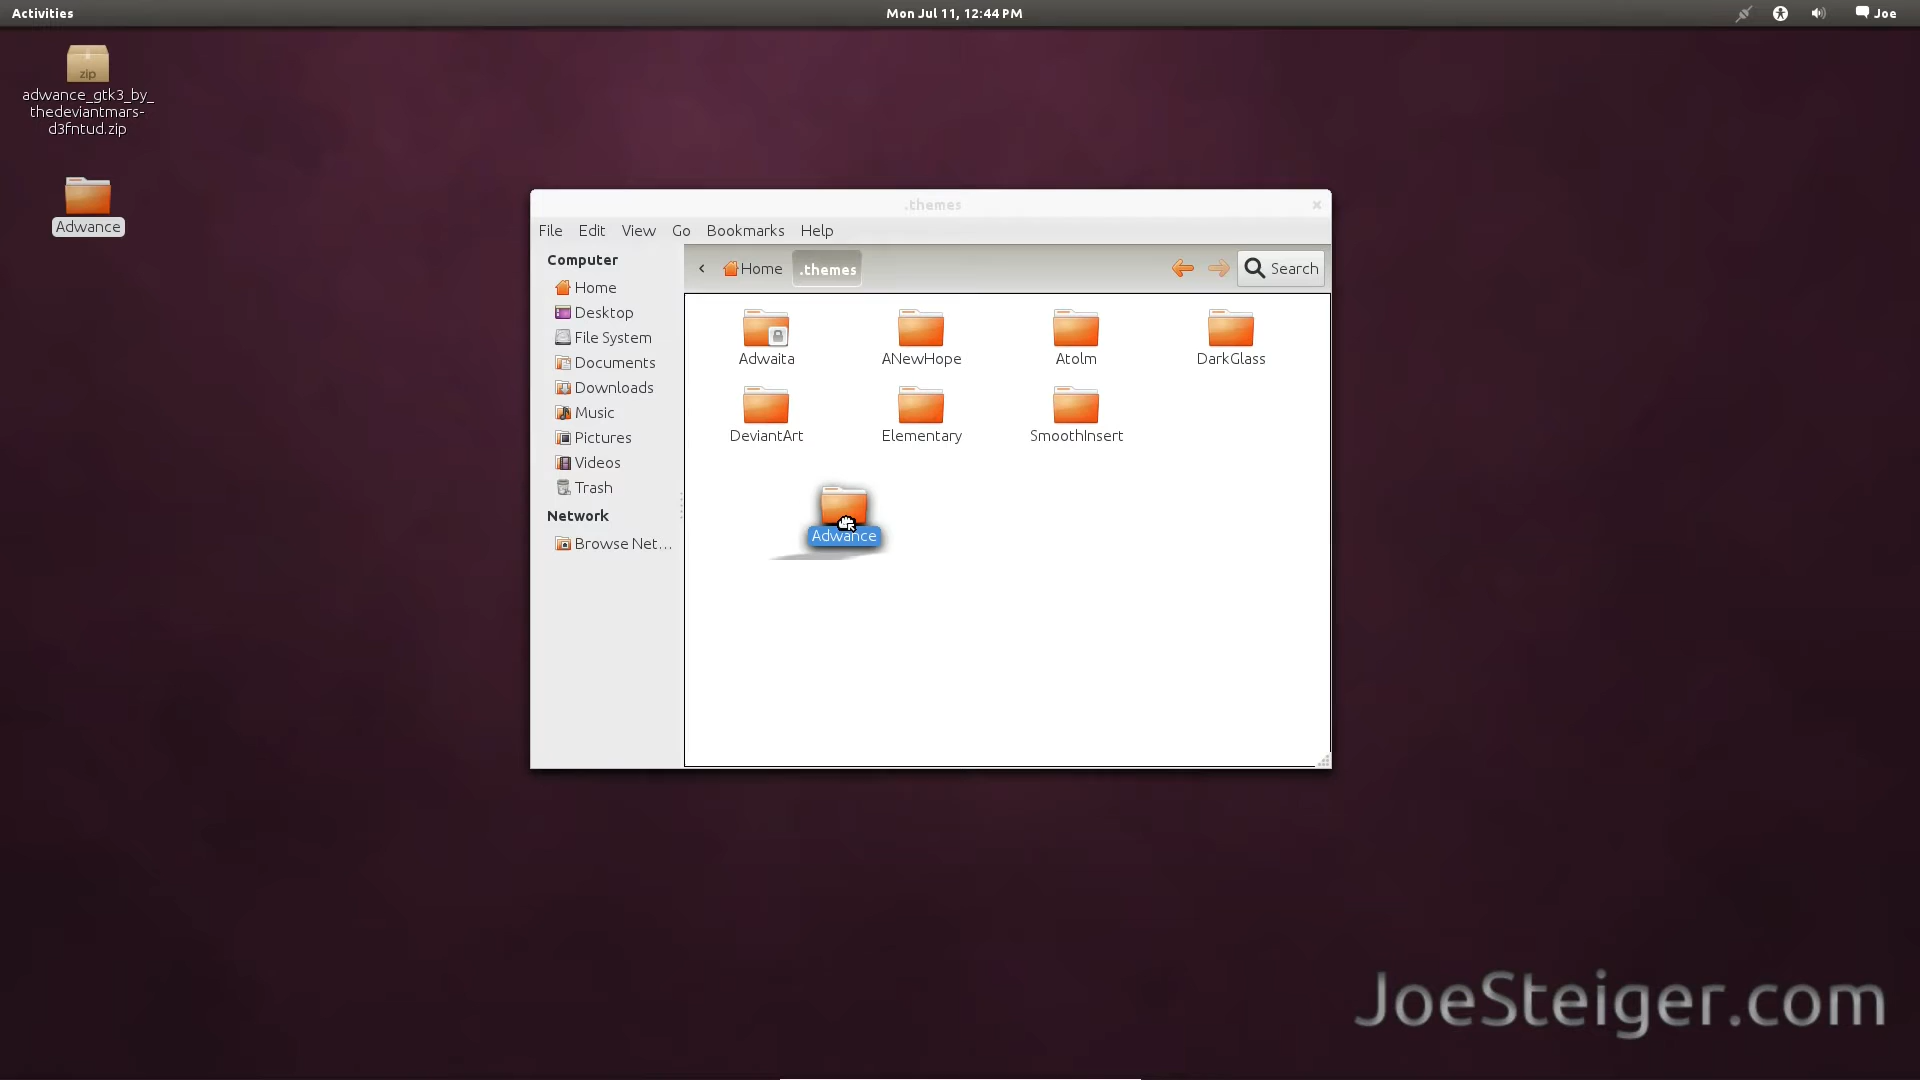 Activities
Mon Jul 11, 12:44 PM
Joe
zip
adwance_gtk3_by_
thedeviantmars-
d3fntud.zip
Adwance
.themes
File Edit View Go Bookmarks Help
Computer
Home
Desktop
File System
Documents
Downloads
Music
Pictures
Videos
Trash
Network
Browse Net...
Home .themes
Search
Adwaita
ANewHope
Atolm
DarkGlass
DeviantArt
Elementary
SmoothInsert
Adwance
JoeSteiger.com